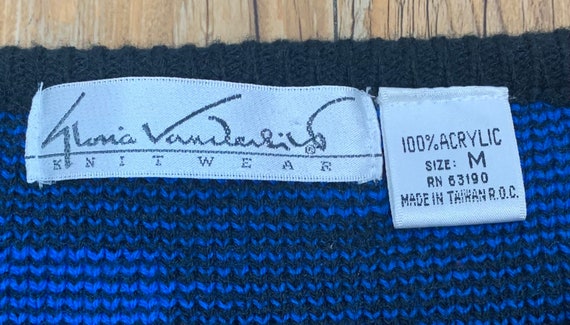 Gloria Vanderbilt ®
KNITWEAR
100% ACRYLIC
SIZE: M
RN 63190
MADE IN TAIWAN R.O.C.